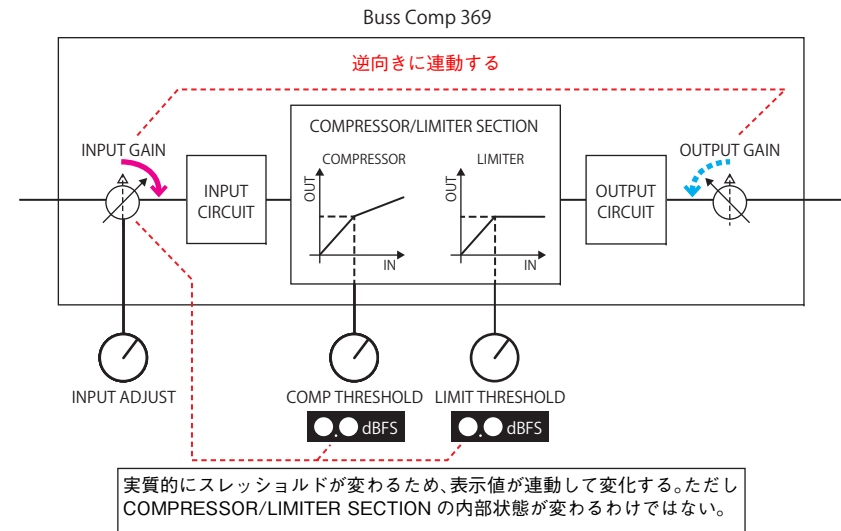 Buss Comp 369
逆向きに連動する
COMPRESSOR/LIMITER SECTION
INPUT GAIN
COMPRESSOR
LIMITER
OUTPUT GAIN
INPUT
CIRCUIT
OUT
IN
OUT
IN
OUTPUT
CIRCUIT
INPUT ADJUST
COMP THRESHOLD
LIMIT THRESHOLD
dBFS
dBFS
実質的にスレッショルドが変わるため、表示値が連動して変化する。ただし
COMPRESSOR/LIMITER SECTION の内部状態が変わるわけではない。